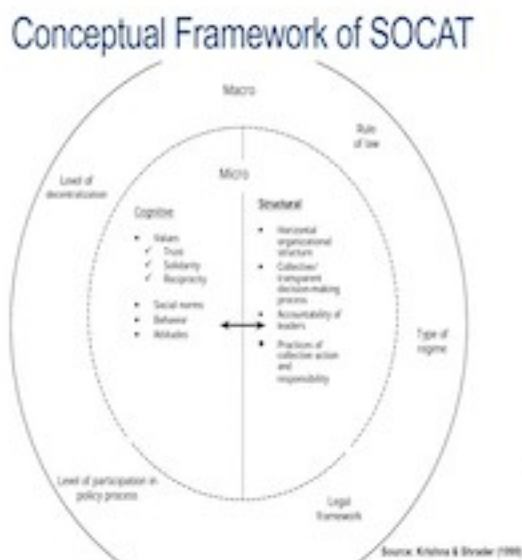 Conceptual Framework of SOCAT
Macro
Rule
of law
Level of
decentralization
Micro
Cognitive
• Values
✓ Trust
✓ Solidarity
✓ Reciprocity
• Social norms
• Behavior
• Attitudes
Structural
• Horizontal
organizational
structure
• Collective/
transparent
decision-making
process
• Accountability of
leaders
• Practices of
collective action
and
responsibility
Type of
regime
Level of participation in
policy process
Legal
framework
Source: Krishna & Shrader (1999)